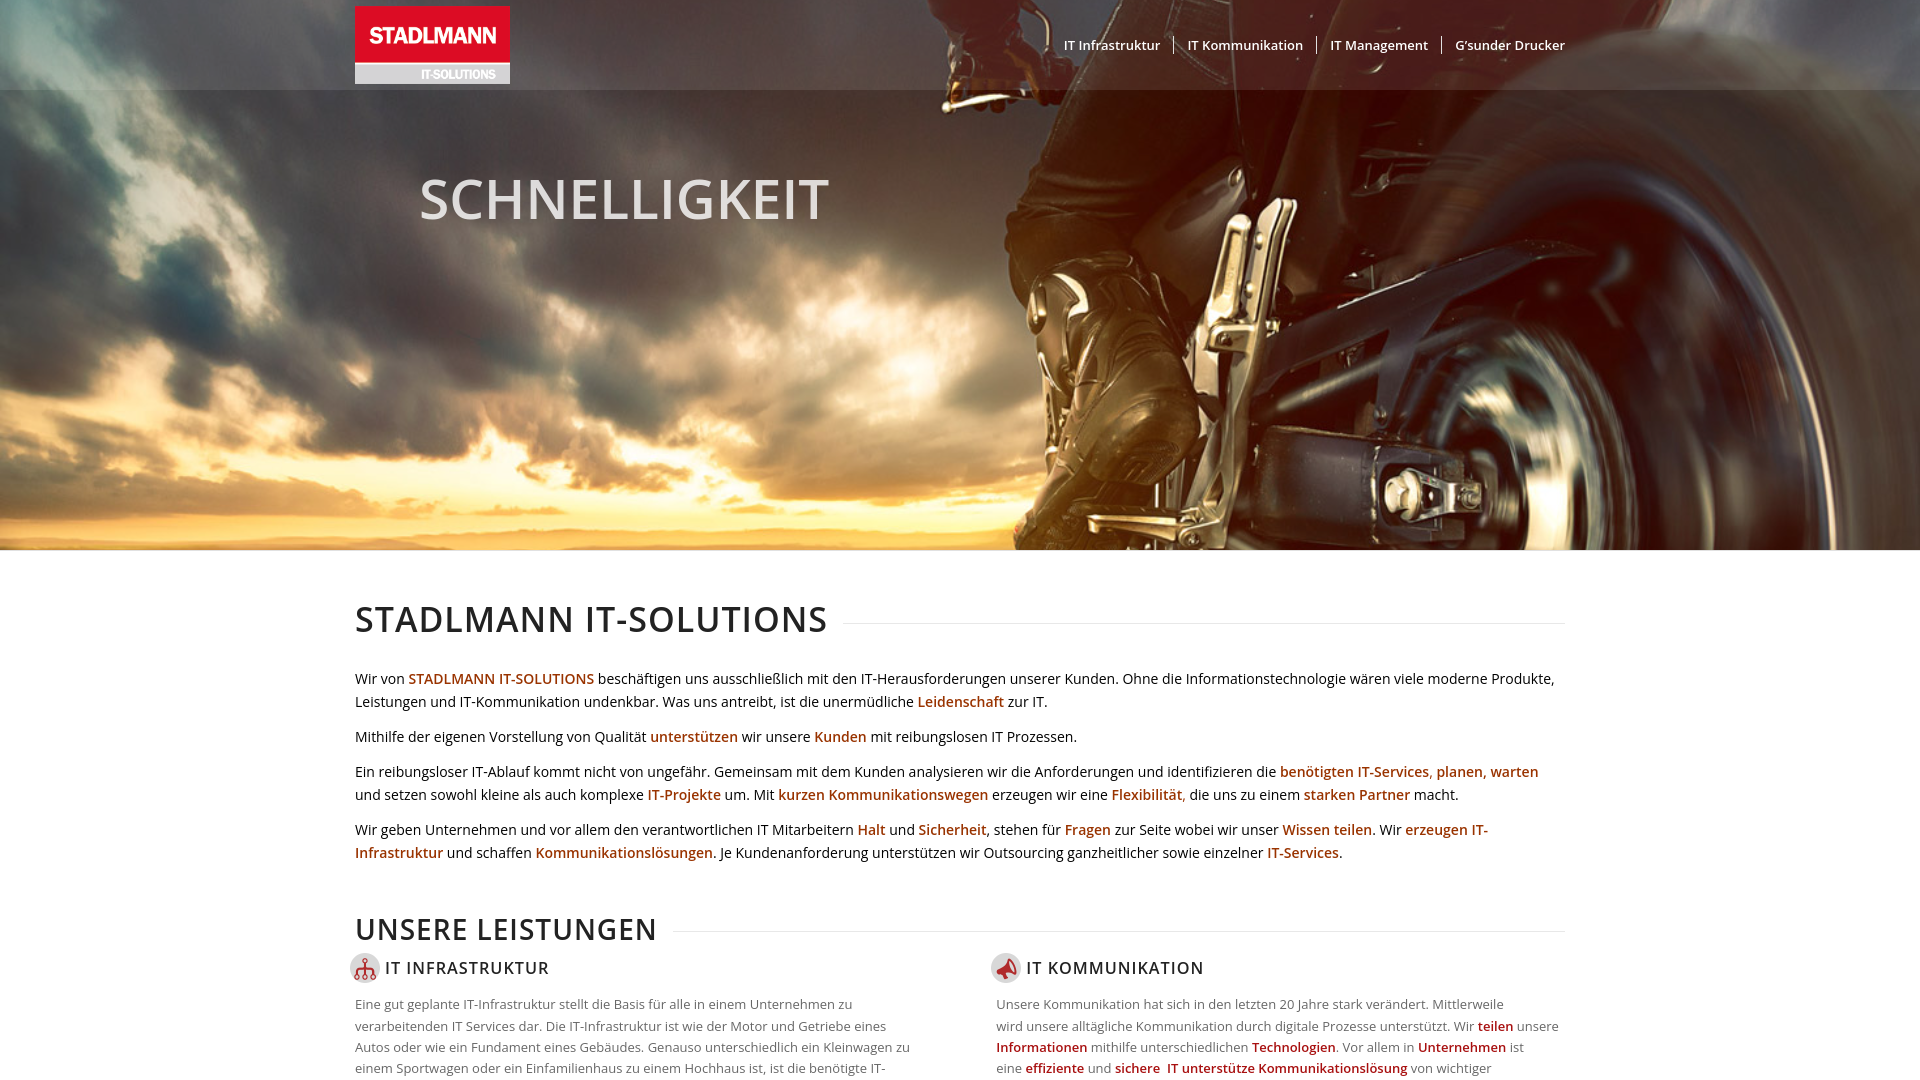 STADLMANN
IT-SOLUTIONS
IT Infrastruktur
IT Kommunikation
IT Management
G’sunder Drucker
SCHNELLIGKEIT
STADLMANN IT-SOLUTIONS
Wir von STADLMANN IT-SOLUTIONS beschäftigen uns ausschließlich mit den IT-Herausforderungen unserer Kunden. Ohne die Informationstechnologie wären viele moderne Produkte,
Leistungen und IT-Kommunikation undenkbar. Was uns antreibt, ist die unermüdliche Leidenschaft zur IT.
Mithilfe der eigenen Vorstellung von Qualität unterstützen wir unsere Kunden mit reibungslosen IT Prozessen.
Ein reibungsloser IT-Ablauf kommt nicht von ungefähr. Gemeinsam mit dem Kunden analysieren wir die Anforderungen und identifizieren die benötigten IT-Services, planen, warten
und setzen sowohl kleine als auch komplexe IT-Projekte um. Mit kurzen Kommunikationswegen erzeugen wir eine Flexibilität, die uns zu einem starken Partner macht.
Wir geben Unternehmen und vor allem den verantwortlichen IT Mitarbeitern Halt und Sicherheit, stehen für Fragen zur Seite wobei wir unser Wissen teilen. Wir erzeugen IT-
Infrastruktur und schaffen Kommunikationslösungen. Je Kundenanforderung unterstützen wir Outsourcing ganzheitlicher sowie einzelner IT-Services.
UNSERE LEISTUNGEN
IT INFRASTRUKTUR
Eine gut geplante IT-Infrastruktur stellt die Basis für alle in einem Unternehmen zu
verarbeitenden IT Services dar. Die IT-Infrastruktur ist wie der Motor und Getriebe eines
Autos oder wie ein Fundament eines Gebäudes. Genauso unterschiedlich ein Kleinwagen zu
einem Sportwagen oder ein Einfamilienhaus zu einem Hochhaus ist, ist die benötigte IT-
IT KOMMUNIKATION
Unsere Kommunikation hat sich in den letzten 20 Jahre stark verändert. Mittlerweile
wird unsere alltägliche Kommunikation durch digitale Prozesse unterstützt. Wir teilen unsere
Informationen mithilfe unterschiedlichen Technologien. Vor allem in Unternehmen ist
eine effiziente und sichere IT unterstütze Kommunikationslösung von wichtiger